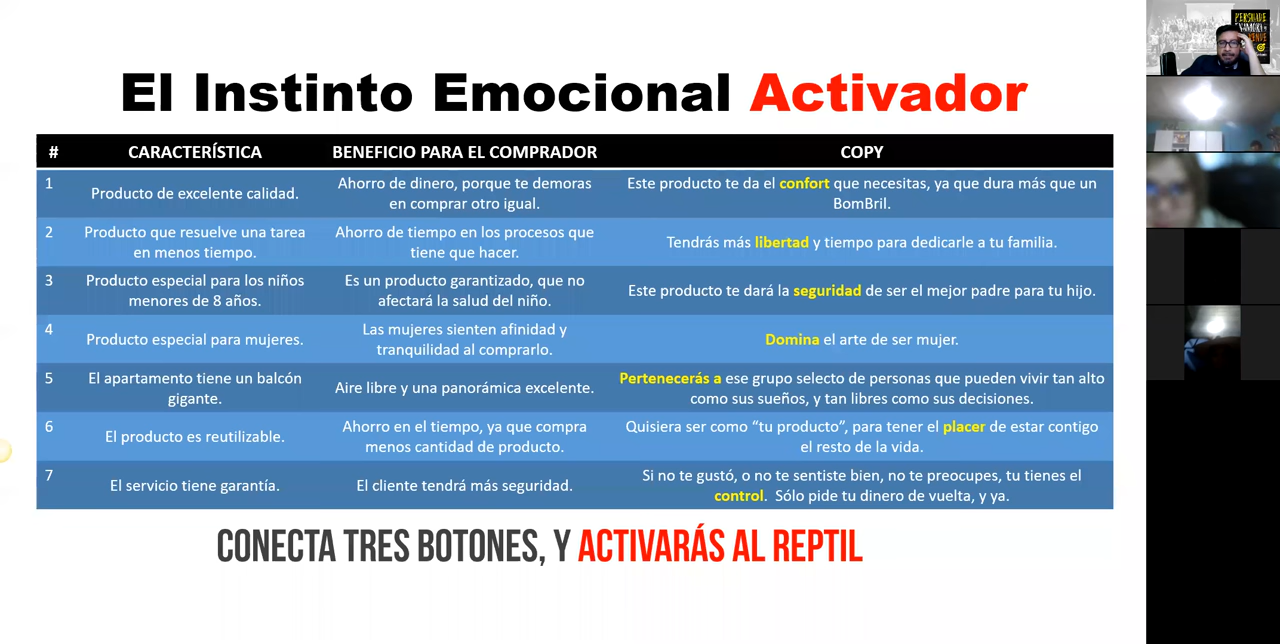 El Instinto Emocional Activador
# CARACTERÍSTICA BENEFICIO PARA EL COMPRADOR COPY
1
Producto de excelente calidad.
Ahorro de dinero, porque te demoras
en comprar otro igual.
Este producto te da el confort que necesitas, ya que dura más que un
BomBril.
2
Producto que resuelve una tarea
en menos tiempo.
Ahorro de tiempo en los procesos que
tiene que hacer.
Tendrás más libertad y tiempo para dedicarle a tu familia.
3
Producto especial para los niños
menores de 8 años.
Es un producto garantizado, que no
afectará la salud del niño.
Este producto te dará la seguridad de ser el mejor padre para tu hijo.
4
Producto especial para mujeres.
Las mujeres sienten afinidad y
tranquilidad al comprarlo.
Domina el arte de ser mujer.
5
El apartamento tiene un balcón
gigante.
Aire libre y una panorámica excelente.
Pertenecerás a ese grupo selecto de personas que pueden vivir tan alto
como sus sueños, y tan libres como sus decisiones.
6
El producto es reutilizable.
Ahorro en el tiempo, ya que compra
menos cantidad de producto.
Quisiera ser como “tu producto”, para tener el placer de estar contigo
el resto de la vida.
7
El servicio tiene garantía.
El cliente tendrá más seguridad.
Si no te gustó, o no te sentiste bien, no te preocupes, tu tienes el
control. Sólo pide tu dinero de vuelta, y ya.
CONECTA TRES BOTONES, Y ACTIVARÁS AL REPTIL
PERSUADE